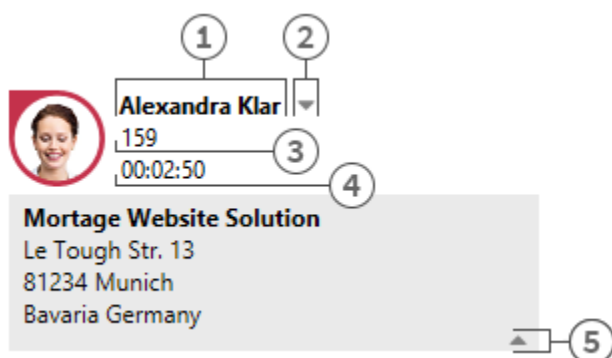 1 2
Alexandra Klar
159
3
00:02:50
4
Mortage Website Solution
Le Tough Str. 13
81234 Munich
Bavaria Germany
5